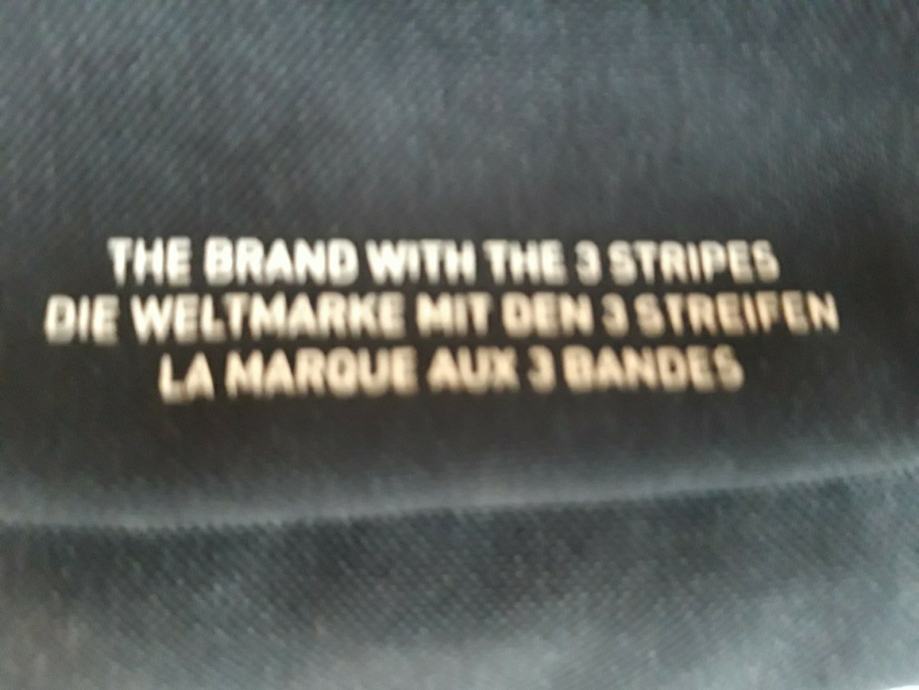 THE BRAND WITH THE 3 STRIPES
DIE WELTMARKE MIT DEN 3 STREIFEN
LA MARQUE AUX 3 BANDES